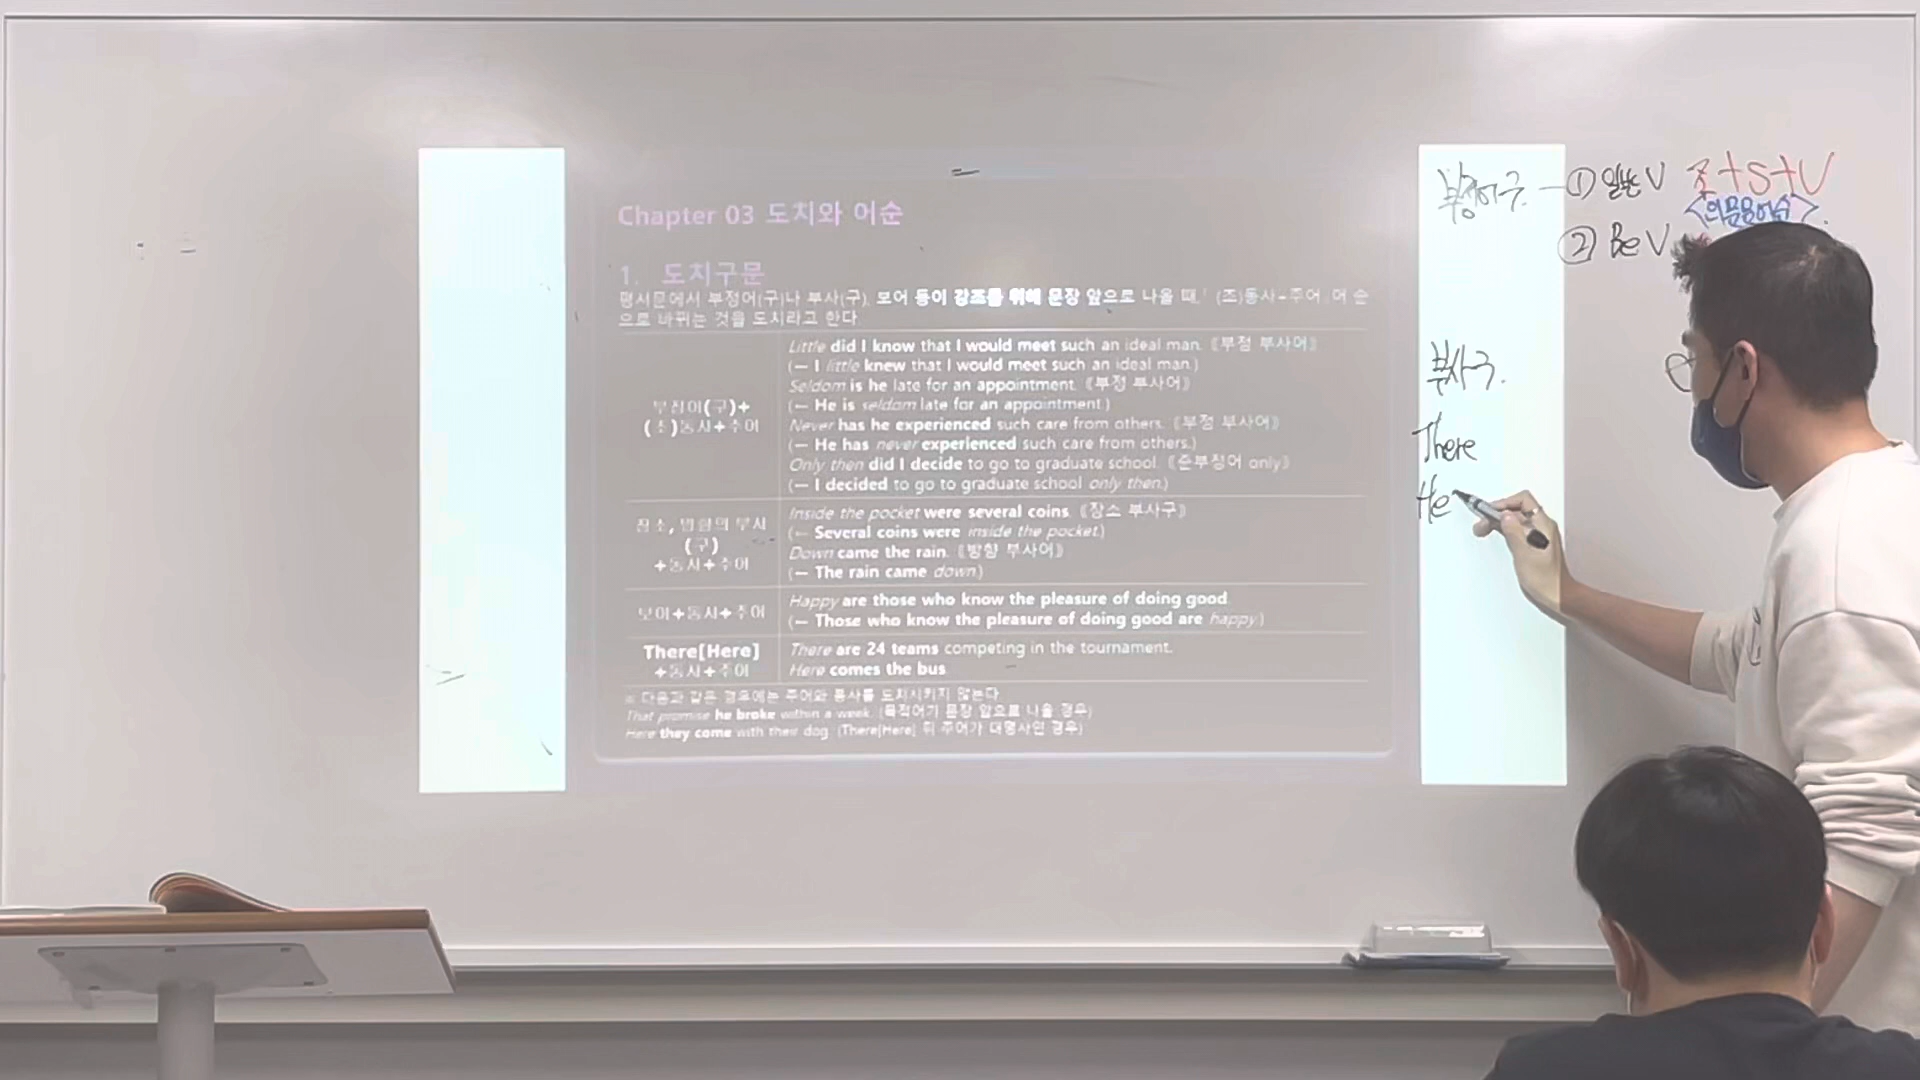 Chapter 03 도치와 어순
1. 도치구문
평서문에서 부정어(구)나 부사(구), 보어 등이 강조를 위해 문장 앞으로 나올 때, (조)동사+주어 어 순
으로 바뀌는 것을 도치라고 한다.
부정어(구)+
(조)동사+주어
Little did I know that I would meet such an ideal man. 《부정 부사어》
(← I little knew that I would meet such an ideal man.)
Seldom is he late for an appointment. 《부정 부사어》
(← He is seldom late for an appointment.)
Never has he experienced such care from others. 《부정 부사어》
(← He has never experienced such care from others.)
Only then did I decide to go to graduate school. 《준부정어 only》
(← I decided to go to graduate school only then.)
장소, 방향의 부사
(구)
+동사+주어
Inside the pocket were several coins. 《장소 부사구》
(← Several coins were inside the pocket.)
Down came the rain. 《방향 부사어》
(← The rain came down.)
보어+동사+주어
Happy are those who know the pleasure of doing good.
(← Those who know the pleasure of doing good are happy.)
There[Here]
+동사+주어
There are 24 teams competing in the tournament.
Here comes the bus.
※ 다음과 같은 경우에는 주어와 동사를 도치시키지 않는다.
That promise he broke within a week. (목적어가 문장 앞으로 나올 경우)
Here they come with their dog. (There[Here] 뒤 주어가 대명사인 경우)
부정어구. ① 일반V 조+S+V
의문문어순
② Be V
부사구.
There
He